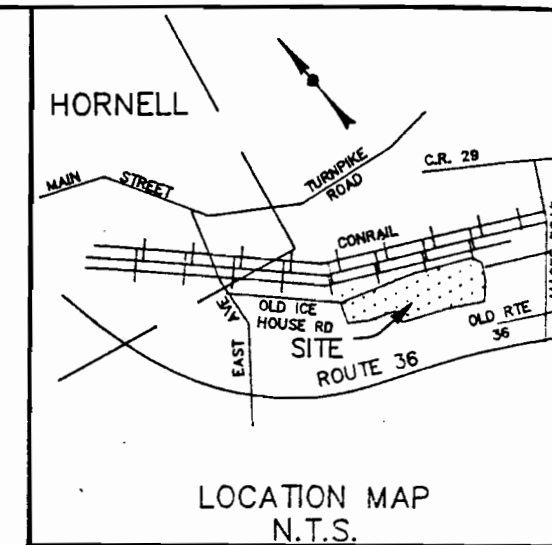 HORNELL
MAIN STREET
TURNPIKE
ROAD
C.R. 29
CONRAIL
OLD ICE
HOUSE RD
EAST AVE
SITE
OLD RTE
36
ROUTE 36
LOCATION MAP
N.T.S.